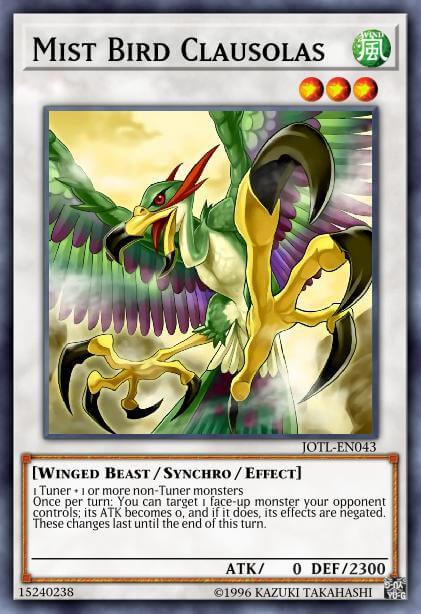 MIST BIRD CLAUSOLAS
WIND
風
JOTL-EN043
[WINGED BEAST / SYNCHRO / EFFECT]
1 Tuner + 1 or more non-Tuner monsters
Once per turn: You can target 1 face-up monster your opponent
controls; its ATK becomes 0, and if it does, its effects are negated.
These changes last until the end of this turn.
ATK/ 0 DEF/2300
15240238
©1996 KAZUKI TAKAHASHI